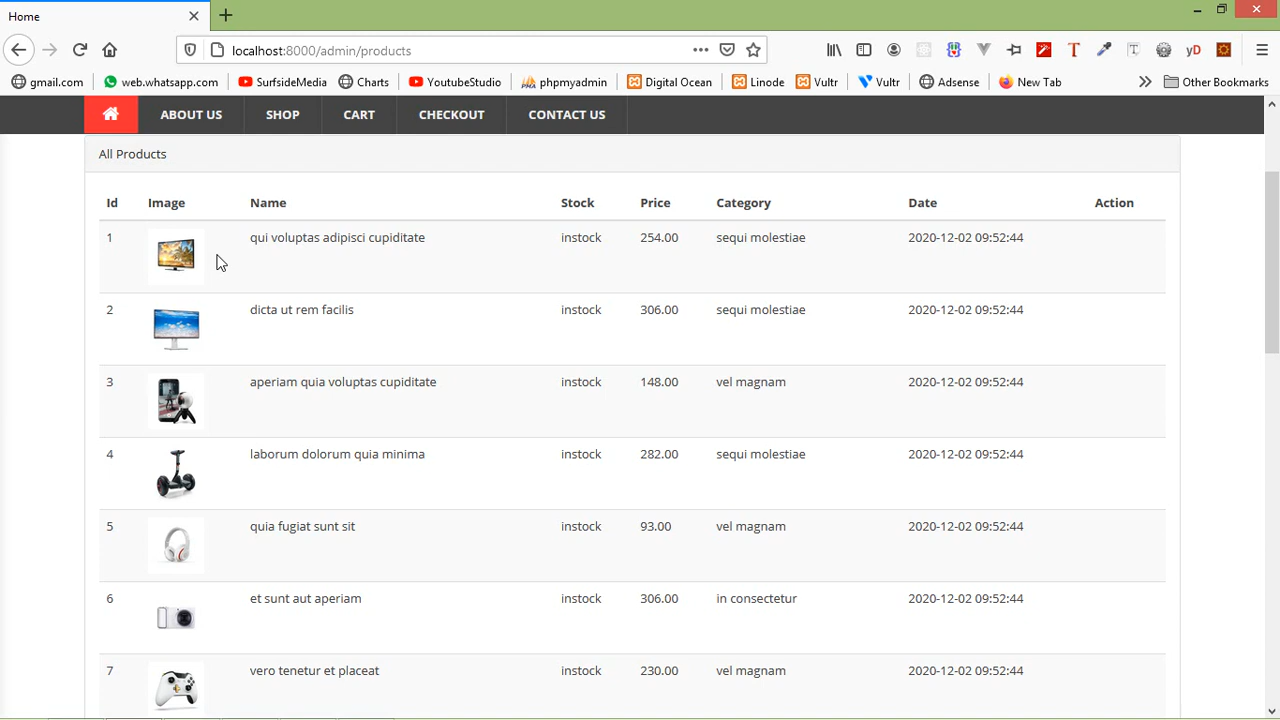 Home
localhost:8000/admin/products
gmail.com web.whatsapp.com SurfsideMedia Charts YoutubeStudio phpmyadmin Digital Ocean Linode Vultr Vultr Adsense New Tab Other Bookmarks
ABOUT US SHOP CART CHECKOUT CONTACT US
All Products
Id Image Name Stock Price Category Date Action
1 qui voluptas adipisci cupiditate instock 254.00 sequi molestiae 2020-12-02 09:52:44
2 dicta ut rem facilis instock 306.00 sequi molestiae 2020-12-02 09:52:44
3 aperiam quia voluptas cupiditate instock 148.00 vel magnam 2020-12-02 09:52:44
4 laborum dolorum quia minima instock 282.00 sequi molestiae 2020-12-02 09:52:44
5 quia fugiat sunt sit instock 93.00 vel magnam 2020-12-02 09:52:44
6 et sunt aut aperiam instock 306.00 in consectetur 2020-12-02 09:52:44
7 vero tenetur et placeat instock 230.00 vel magnam 2020-12-02 09:52:44